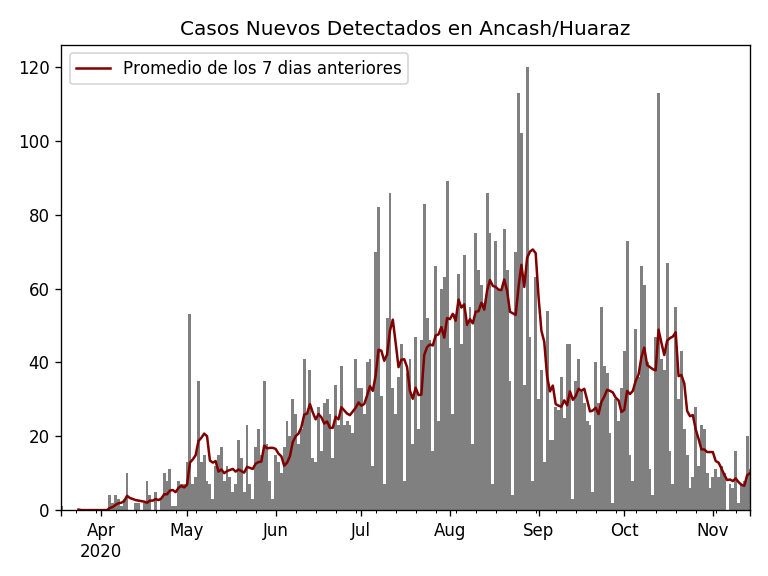 Casos Nuevos Detectados en Ancash/Huaraz
Promedio de los 7 dias anteriores
120
100
80
60
40
20
0
Apr May Jun Jul Aug Sep Oct Nov
2020